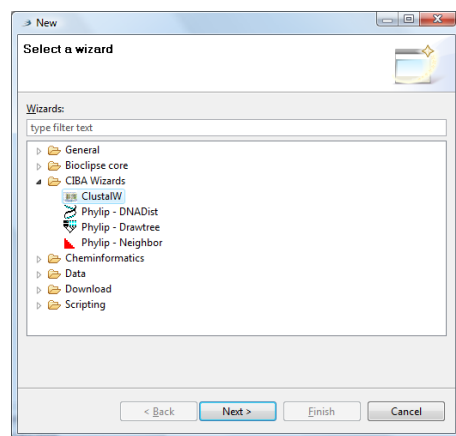 New
Select a wizard
Wizards:
type filter text
General
Bioclipse core
CIBA Wizards
ClustalW
Phylip - DNADist
Phylip - Drawtree
Phylip - Neighbor
Cheminformatics
Data
Download
Scripting
< Back Next > Finish Cancel